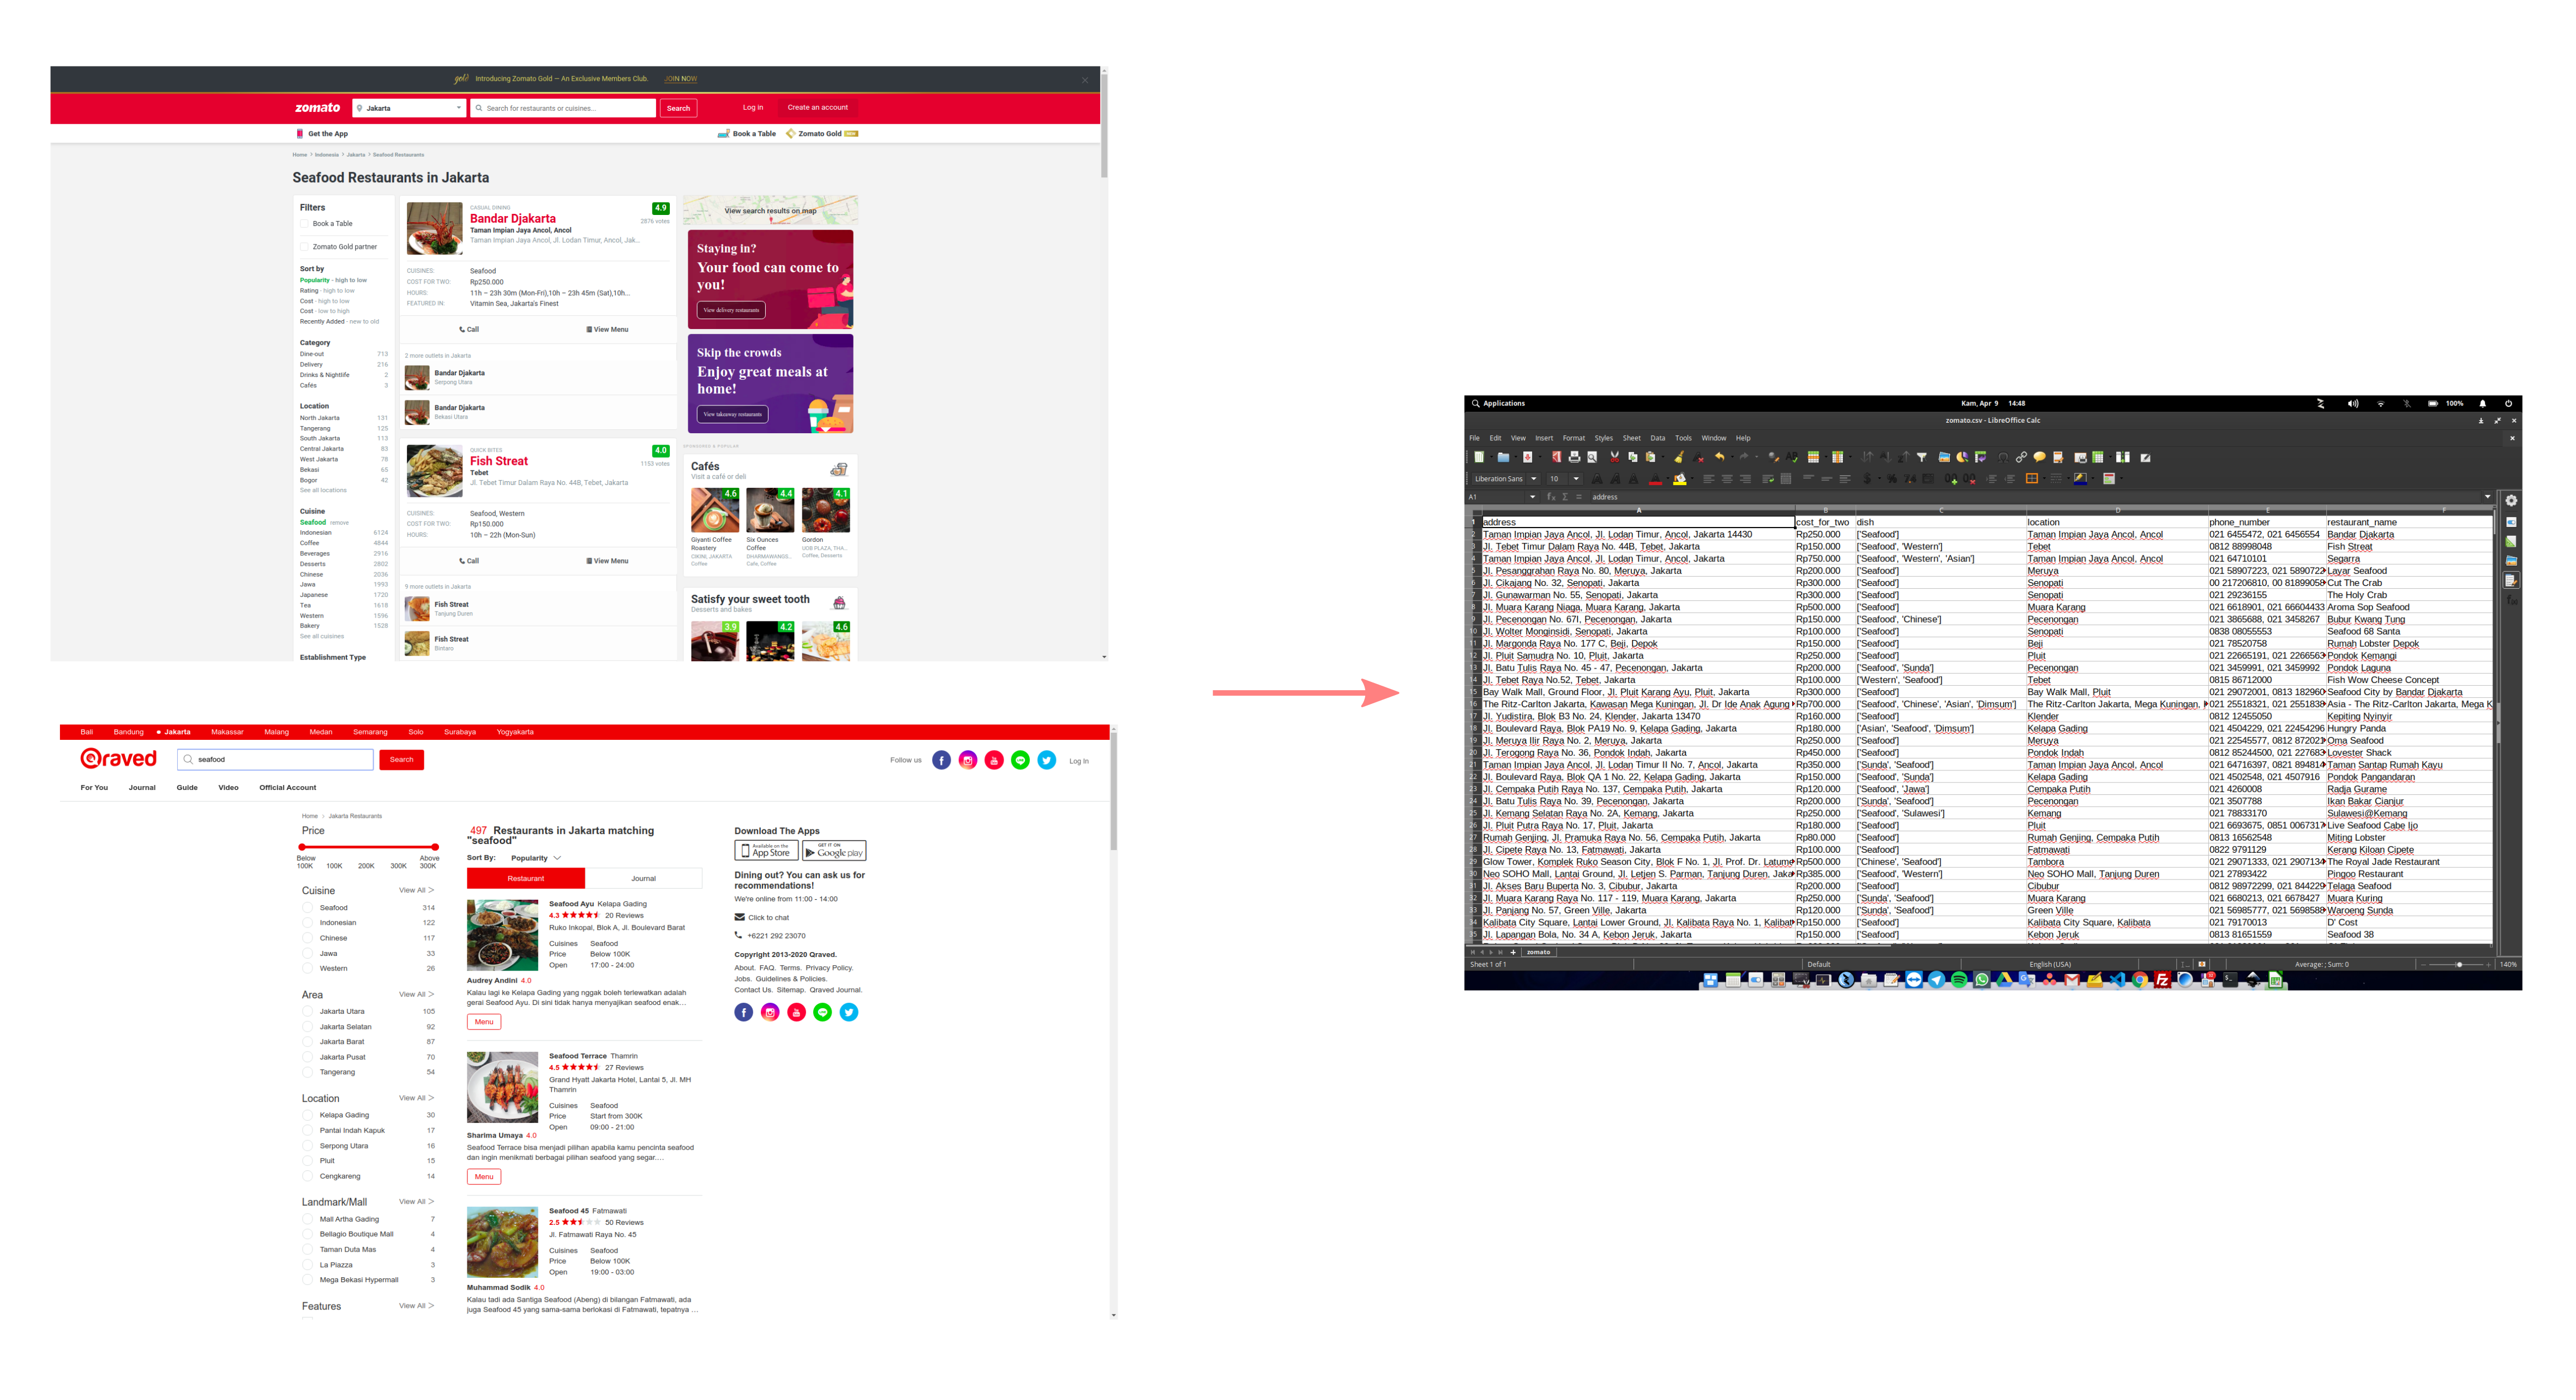 gold Introducing Zomato Gold — An Exclusive Members Club. JOIN NOW
zomato Jakarta Search for restaurants or cuisines... Search Log in Create an account
Get the App Book a Table Zomato Gold
Home > Indonesia > Jakarta > Seafood Restaurants
Seafood Restaurants in Jakarta
Filters
Book a Table
Zomato Gold partner
Sort by
Popularity - high to low
Rating - high to low
Cost - high to low
Cost - low to high
Recently Added - new to old
Category
Dine-out 713
Delivery 216
Drinks & Nightlife 2
Cafés 3
Location
North Jakarta 131
Tangerang 125
South Jakarta 113
Central Jakarta 83
West Jakarta 78
Bekasi 65
Bogor 42
See all locations
Cuisine
Seafood remove
Indonesian 6124
Coffee 4844
Beverages 2916
Desserts 2802
Chinese 2036
Jawa 1993
Japanese 1720
Tea 1618
Western 1596
Bakery 1528
See all cuisines
Establishment Type
CASUAL DINING
Bandar Djakarta 4.9
2876 votes
Taman Impian Jaya Ancol, Ancol
Taman Impian Jaya Ancol, Jl. Lodan Timur, Ancol, Jak...
CUISINES: Seafood
COST FOR TWO: Rp250.000
HOURS: 11h – 23h 30m (Mon-Fri),10h – 23h 45m (Sat),10h...
FEATURED IN: Vitamin Sea, Jakarta's Finest
Call View Menu
2 more outlets in Jakarta
Bandar Djakarta
Serpong Utara
Bandar Djakarta
Bekasi Utara
QUICK BITES
Fish Streat 4.0
1153 votes
Tebet
Jl. Tebet Timur Dalam Raya No. 44B, Tebet, Jakarta
CUISINES: Seafood, Western
COST FOR TWO: Rp150.000
HOURS: 10h – 22h (Mon-Sun)
Call View Menu
9 more outlets in Jakarta
Fish Streat
Tanjung Duren
Fish Streat
Bintaro
View search results on map
Staying in?
Your food can come to
you!
View delivery restaurants
Skip the crowds
Enjoy great meals at
home!
View takeaway restaurants
SPONSORED & POPULAR
Cafés
Visit a café or deli
4.6 4.4 4.1
Giyanti Coffee Roastery
Six Ounces Coffee
Gordon
CIKINI, JAKARTA
Coffee
DHARMAWANGS...
Cafe, Coffee
UOB PLAZA, THA...
Coffee, Desserts
Satisfy your sweet tooth
Desserts and bakes
3.9 4.2 4.6
Bali Bandung Jakarta Makassar Malang Medan Semarang Solo Surabaya Yogyakarta
Qraved seafood Search Follow us Log In
For You Journal Guide Video Official Account
Home > Jakarta Restaurants
Price
Below 100K 100K 200K 300K Above 300K
Cuisine View All >
Seafood 314
Indonesian 122
Chinese 117
Jawa 33
Western 26
Area View All >
Jakarta Utara 105
Jakarta Selatan 92
Jakarta Barat 87
Jakarta Pusat 70
Tangerang 54
Location View All >
Kelapa Gading 30
Pantai Indah Kapuk 17
Serpong Utara 16
Pluit 15
Cengkareng 14
Landmark/Mall View All >
Mall Artha Gading 7
Bellagio Boutique Mall 4
Taman Duta Mas 4
La Piazza 3
Mega Bekasi Hypermall 3
Features View All >
497 Restaurants in Jakarta matching
"seafood"
Sort By: Popularity
Restaurant Journal
Seafood Ayu Kelapa Gading
4.3 20 Reviews
Ruko Inkopal, Blok A, Jl. Boulevard Barat
Cuisines Seafood
Price Below 100K
Open 17:00 - 24:00
Audrey Andini 4.0
Kalau lagi ke Kelapa Gading yang nggak boleh terlewatkan adalah
gerai Seafood Ayu. Di sini tidak hanya menyajikan seafood enak...
Menu
Seafood Terrace Thamrin
4.5 27 Reviews
Grand Hyatt Jakarta Hotel, Lantai 5, Jl. MH
Thamrin
Cuisines Seafood
Price Start from 300K
Open 09:00 - 21:00
Sharima Umaya 4.0
Seafood Terrace bisa menjadi pilihan apabila kamu pencinta seafood
dan ingin menikmati berbagai pilihan seafood yang segar....
Menu
Seafood 45 Fatmawati
2.5 50 Reviews
Jl. Fatmawati Raya No. 45
Cuisines Seafood
Price Below 100K
Open 19:00 - 03:00
Muhammad Sodik 4.0
Kalau tadi ada Santiga Seafood (Abeng) di bilangan Fatmawati, ada
juga Seafood 45 yang sama-sama berlokasi di Fatmawati, tepatnya ...
Download The Apps
Available on the App Store GET IT ON Google play
Dining out? You can ask us for
recommendations!
We're online from 11:00 - 14:00
Click to chat
+6221 292 23070
Copyright 2013-2020 Qraved.
About. FAQ. Terms. Privacy Policy.
Jobs. Guidelines & Policies.
Contact Us. Sitemap. Qraved Journal.
Applications Kam, Apr 9 14:48 100%
zomato.csv - LibreOffice Calc
File Edit View Insert Format Styles Sheet Data Tools Window Help
Liberation Sans 10
A1 address
A B C D E F
1 address cost_for_two dish location phone_number restaurant_name
2 Taman Impian Jaya Ancol, Jl. Lodan Timur, Ancol, Jakarta 14430 Rp250.000 ['Seafood'] Taman Impian Jaya Ancol, Ancol 021 6455472, 021 6456554 Bandar Djakarta
3 Jl. Tebet Timur Dalam Raya No. 44B, Tebet, Jakarta Rp150.000 ['Seafood', 'Western'] Tebet 0812 88998048 Fish Streat
4 Taman Impian Jaya Ancol, Jl. Lodan Timur, Ancol, Jakarta Rp750.000 ['Seafood', 'Western', 'Asian'] Taman Impian Jaya Ancol, Ancol 021 64710101 Segarra
5 Jl. Pesanggrahan Raya No. 80, Meruya, Jakarta Rp200.000 ['Seafood'] Meruya 021 58907223, 021 5890722 Layar Seafood
6 Jl. Cikajang No. 32, Senopati, Jakarta Rp300.000 ['Seafood'] Senopati 00 217206810, 00 81899058 Cut The Crab
7 Jl. Gunawarman No. 55, Senopati, Jakarta Rp300.000 ['Seafood'] Senopati 021 29236155 The Holy Crab
8 Jl. Muara Karang Niaga, Muara Karang, Jakarta Rp500.000 ['Seafood'] Muara Karang 021 6618901, 021 66604433 Aroma Sop Seafood
9 Jl. Pecenongan No. 67I, Pecenongan, Jakarta Rp150.000 ['Seafood', 'Chinese'] Pecenongan 021 3865688, 021 3458267 Bubur Kwang Tung
10 Jl. Wolter Monginsidi, Senopati, Jakarta Rp100.000 ['Seafood'] Senopati 0838 08055553 Seafood 68 Santa
11 Jl. Margonda Raya No. 177 C, Beji, Depok Rp150.000 ['Seafood'] Beji 021 78520758 Rumah Lobster Depok
12 Jl. Pluit Samudra No. 10, Pluit, Jakarta Rp250.000 ['Seafood'] Pluit 021 22665191, 021 2266563 Pondok Kemangi
13 Jl. Batu Tulis Raya No. 45 - 47, Pecenongan, Jakarta Rp200.000 ['Seafood', 'Sunda'] Pecenongan 021 3459991, 021 3459992 Pondok Laguna
14 Jl. Tebet Raya No.52, Tebet, Jakarta Rp100.000 ['Western', 'Seafood'] Tebet 0815 86712000 Fish Wow Cheese Concept
15 Bay Walk Mall, Ground Floor, Jl. Pluit Karang Ayu, Pluit, Jakarta Rp300.000 ['Seafood'] Bay Walk Mall, Pluit 021 29072001, 0813 182960 Seafood City by Bandar Djakarta
16 The Ritz-Carlton Jakarta, Kawasan Mega Kuningan, Jl. Dr Ide Anak Agung Rp700.000 ['Seafood', 'Chinese', 'Asian', 'Dimsum'] The Ritz-Carlton Jakarta, Mega Kuningan, 021 25518321, 021 2551838 Asia - The Ritz-Carlton Jakarta, Mega K
17 Jl. Yudistira, Blok B3 No. 24, Klender, Jakarta 13470 Rp160.000 ['Seafood'] Klender 0812 12455050 Kepiting Nyinyir
18 Jl. Boulevard Raya, Blok PA19 No. 9, Kelapa Gading, Jakarta Rp180.000 ['Asian', 'Seafood', 'Dimsum'] Kelapa Gading 021 4504229, 021 22454296 Hungry Panda
19 Jl. Meruya Ilir Raya No. 2, Meruya, Jakarta Rp250.000 ['Seafood'] Meruya 021 22545577, 0812 872021 Oma Seafood
20 Jl. Terogong Raya No. 36, Pondok Indah, Jakarta Rp450.000 ['Seafood'] Pondok Indah 0812 85244500, 021 227683 Lovester Shack
21 Taman Impian Jaya Ancol, Jl. Lodan Timur II No. 7, Ancol, Jakarta Rp350.000 ['Sunda', 'Seafood'] Taman Impian Jaya Ancol, Ancol 021 64716397, 0821 894814 Taman Santap Rumah Kayu
22 Jl. Boulevard Raya, Blok QA 1 No. 22, Kelapa Gading, Jakarta Rp150.000 ['Seafood', 'Sunda'] Kelapa Gading 021 4502548, 021 4507916 Pondok Pangandaran
23 Jl. Cempaka Putih Raya No. 137, Cempaka Putih, Jakarta Rp120.000 ['Seafood', 'Jawa'] Cempaka Putih 021 4260008 Radja Gurame
24 Jl. Batu Tulis Raya No. 39, Pecenongan, Jakarta Rp200.000 ['Sunda', 'Seafood'] Pecenongan 021 3507788 Ikan Bakar Cianjur
25 Jl. Kemang Selatan Raya No. 2A, Kemang, Jakarta Rp250.000 ['Seafood', 'Sulawesi'] Kemang 021 78833170 Sulawesi@Kemang
26 Jl. Pluit Putra Raya No. 17, Pluit, Jakarta Rp180.000 ['Seafood'] Pluit 021 6693675, 0851 0067317 Live Seafood Cabe Ijo
27 Rumah Genjing, Jl. Pramuka Raya No. 56, Cempaka Putih, Jakarta Rp80.000 ['Seafood'] Rumah Genjing, Cempaka Putih 0813 16562548 Miting Lobster
28 Jl. Cipete Raya No. 13, Fatmawati, Jakarta Rp100.000 ['Seafood'] Fatmawati 0822 9791129 Kerang Kiloan Cipete
29 Glow Tower, Komplek Ruko Season City, Blok F No. 1, Jl. Prof. Dr. Latume Rp500.000 ['Chinese', 'Seafood'] Tambora 021 29071333, 021 2907134 The Royal Jade Restaurant
30 Neo SOHO Mall, Lantai Ground, Jl. Letjen S. Parman, Tanjung Duren, Jaka Rp385.000 ['Seafood', 'Western'] Neo SOHO Mall, Tanjung Duren 021 27893422 Pingoo Restaurant
31 Jl. Akses Baru Buperta No. 3, Cibubur, Jakarta Rp200.000 ['Seafood'] Cibubur 0812 98972299, 021 844229 Telaga Seafood
32 Jl. Muara Karang Raya No. 117 - 119, Muara Karang, Jakarta Rp250.000 ['Sunda', 'Seafood'] Muara Karang 021 6680213, 021 6678427 Muara Kuring
33 Jl. Panjang No. 57, Green Ville, Jakarta Rp120.000 ['Sunda', 'Seafood'] Green Ville 021 56985777, 021 5698588 Waroeng Sunda
34 Kalibata City Square, Lantai Lower Ground, Jl. Kalibata Raya No. 1, Kalibat Rp150.000 ['Seafood'] Kalibata City Square, Kalibata 021 79170013 D' Cost
35 Jl. Lapangan Bola, No. 34 A, Kebon Jeruk, Jakarta Rp150.000 ['Seafood'] Kebon Jeruk 0813 81651559 Seafood 38
zomato
Sheet 1 of 1 Default English (USA) Average: ; Sum: 0 140%